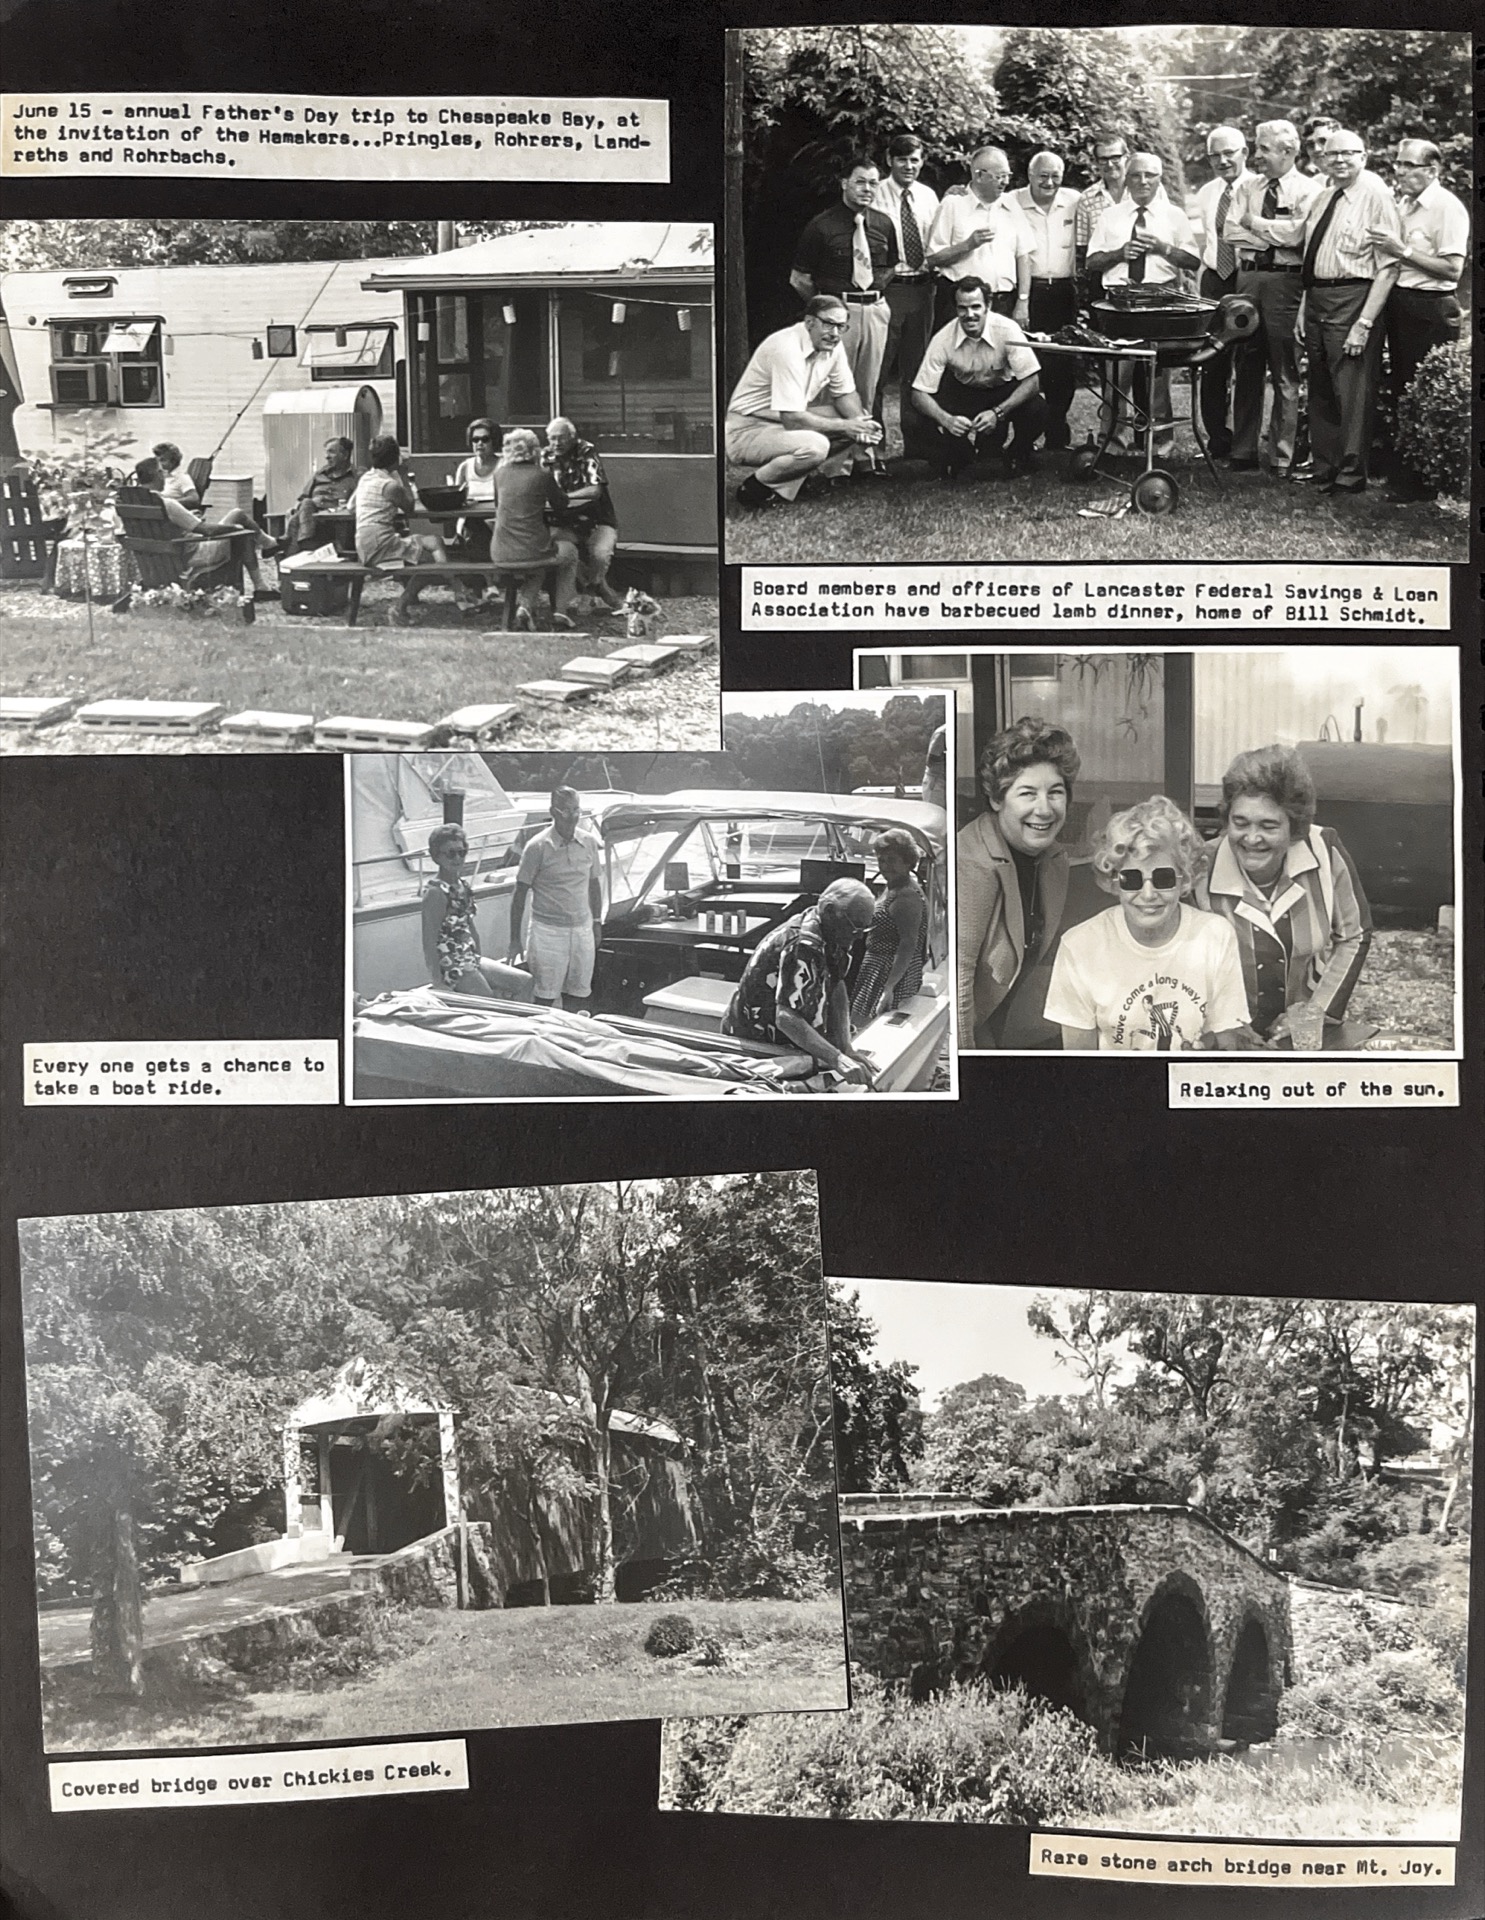 June 15 - annual Father's Day trip to Chesapeake Bay, at
the invitation of the Hamakers...Pringles, Rohrers, Land-
reths and Rohrbachs.
Board members and officers of Lancaster Federal Savings & Loan
Association have barbecued lamb dinner, home of Bill Schmidt.
You've come a long way, b
Every one gets a chance to
take a boat ride.
Relaxing out of the sun.
Covered bridge over Chickies Creek.
Rare stone arch bridge near Mt. Joy.